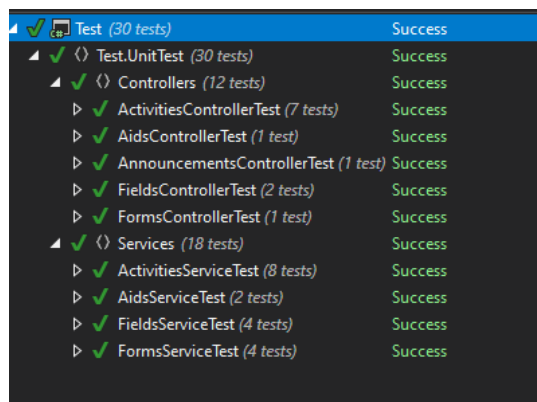 Test (30 tests) Success
Test.UnitTest (30 tests) Success
Controllers (12 tests) Success
ActivitiesControllerTest (7 tests) Success
AidsControllerTest (1 test) Success
AnnouncementsControllerTest (1 test) Success
FieldsControllerTest (2 tests) Success
FormsControllerTest (1 test) Success
Services (18 tests) Success
ActivitiesServiceTest (8 tests) Success
AidsServiceTest (2 tests) Success
FieldsServiceTest (4 tests) Success
FormsServiceTest (4 tests) Success